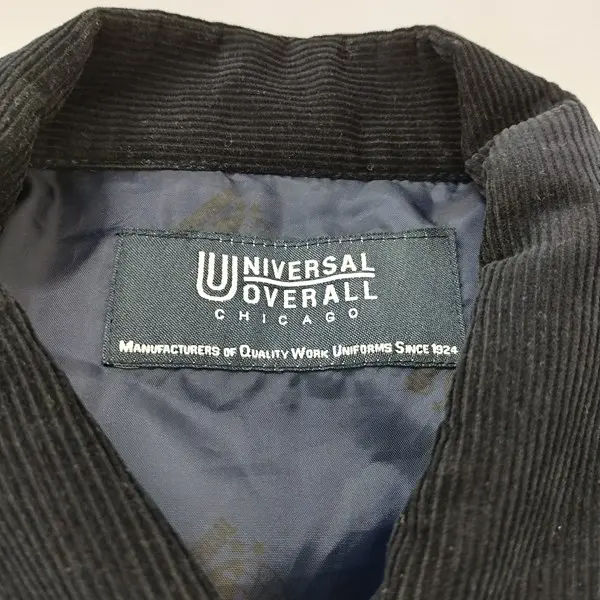 UNIVERSAL
OVERALL
CHICAGO
MANUFACTURERS OF QUALITY WORK UNIFORMS SINCE 1924